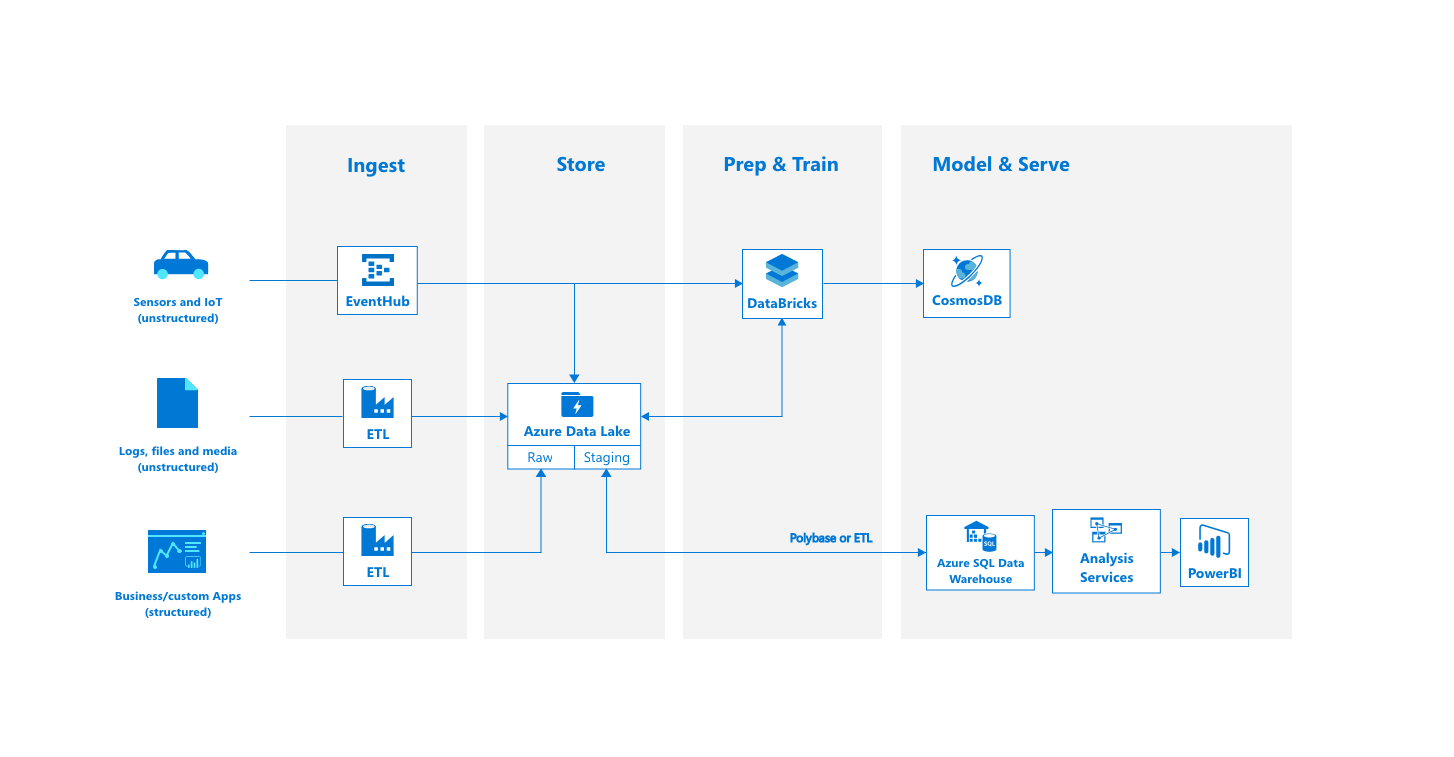 Ingest
Store
Prep & Train
Model & Serve
Sensors and IoT
(unstructured)
EventHub
DataBricks
CosmosDB
Logs, files and media
(unstructured)
ETL
Azure Data Lake
Raw
Staging
Business/custom Apps
(structured)
ETL
Polybase or ETL
SQL
Azure SQL Data
Warehouse
Analysis
Services
PowerBI